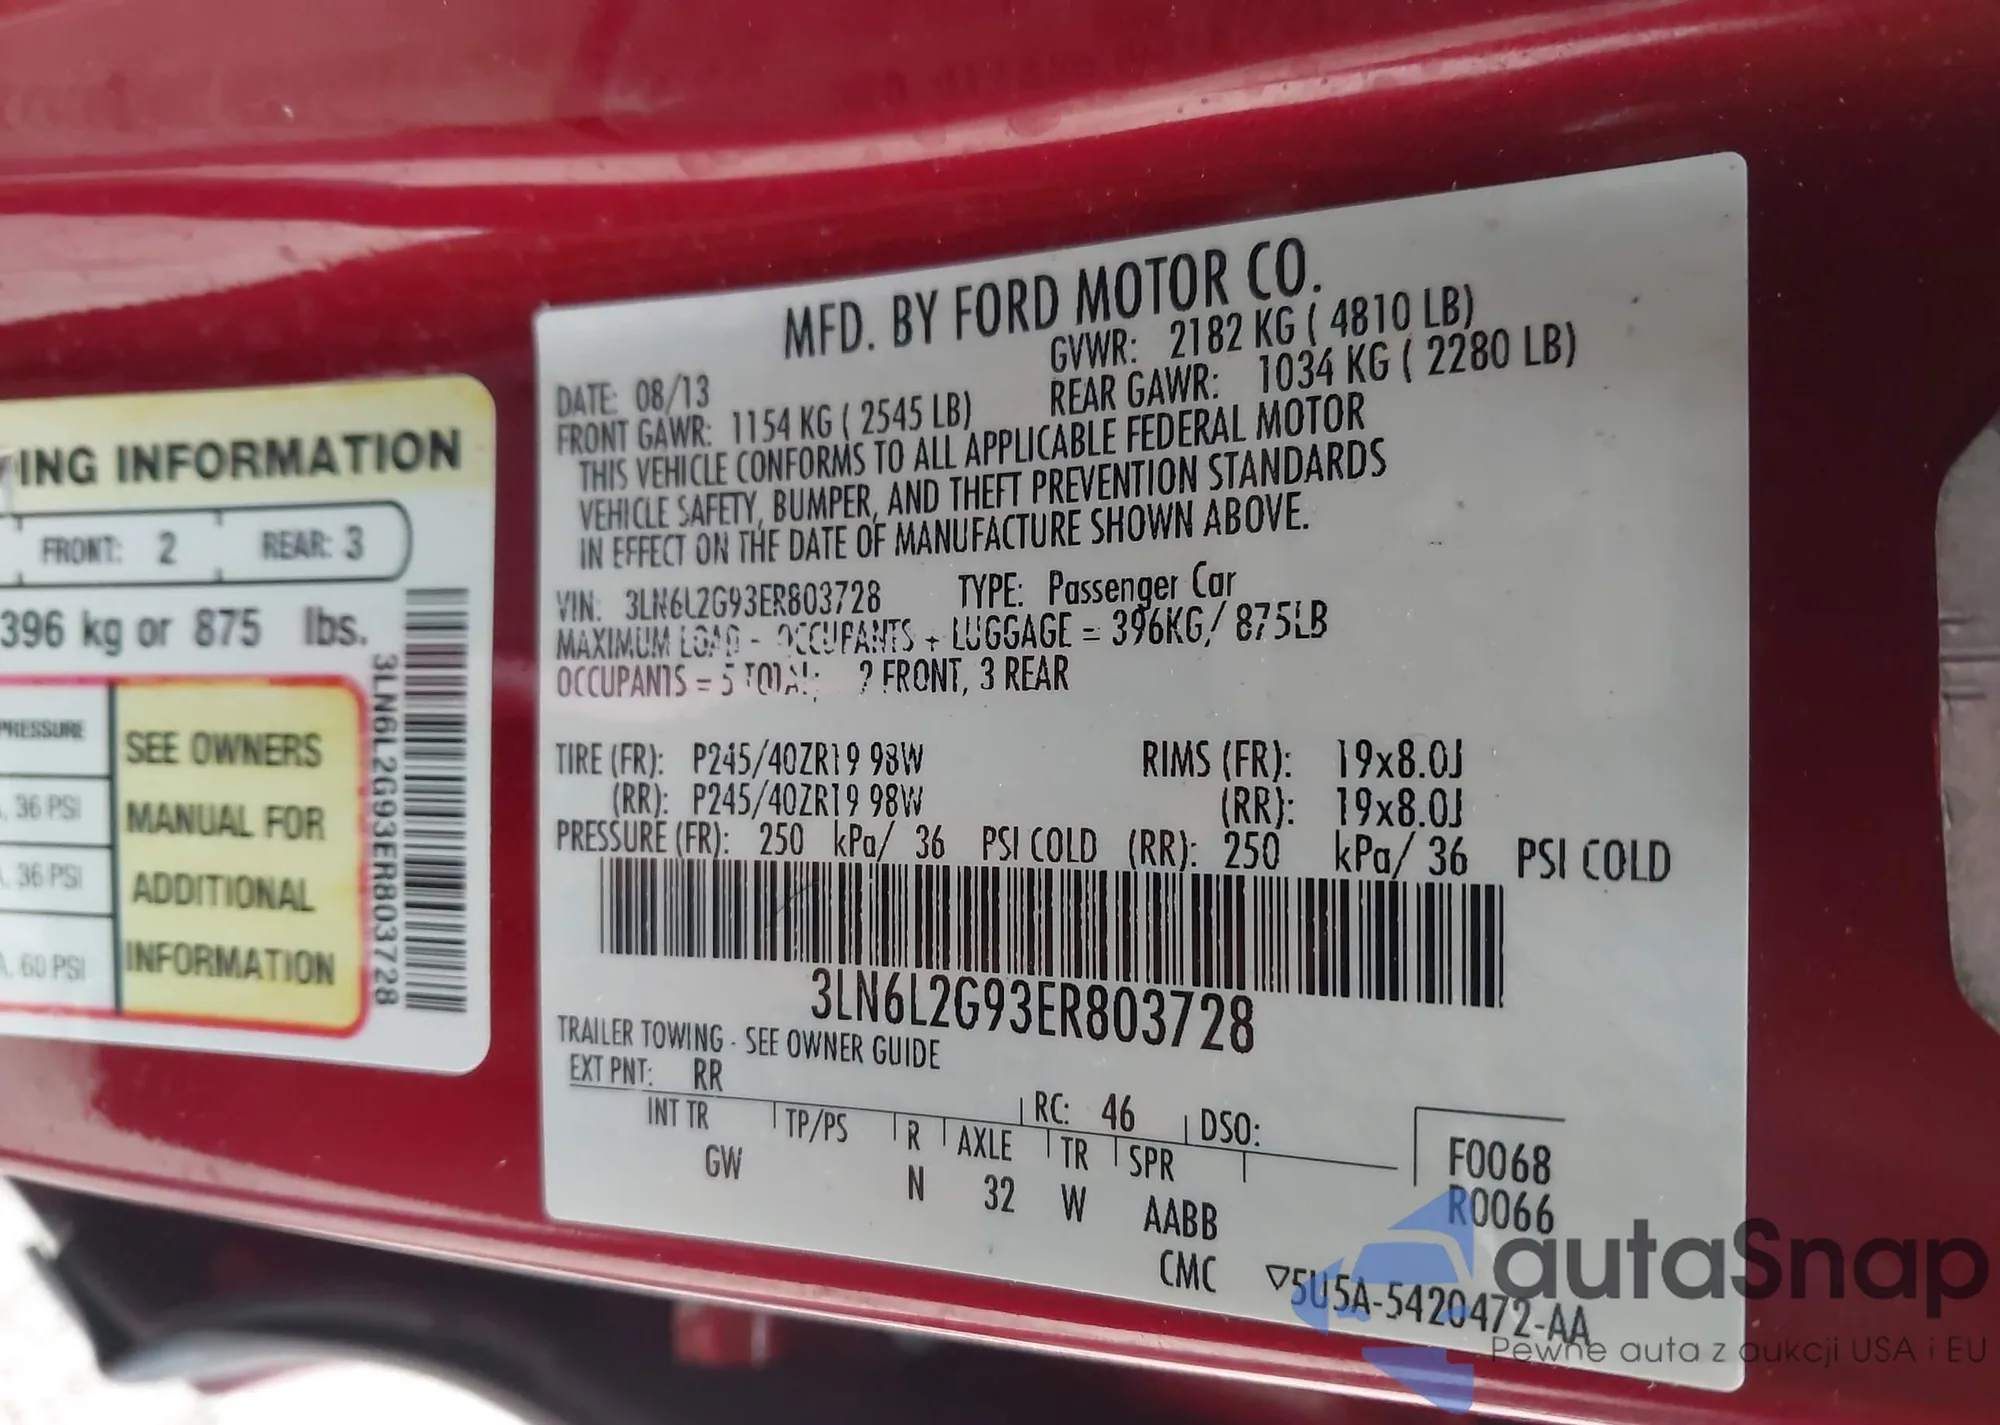 ING INFORMATION
FRONT: 2 REAR: 3
396 kg or 875 lbs.
PRESSURE
36 PSI
36 PSI
60 PSI
SEE OWNERS
MANUAL FOR
ADDITIONAL
INFORMATION
3LN6L2G93ER803728
MFD. BY FORD MOTOR CO.
DATE: 08/13 GVWR: 2182 KG ( 4810 LB)
FRONT GAWR: 1154 KG ( 2545 LB) REAR GAWR: 1034 KG ( 2280 LB)
THIS VEHICLE CONFORMS TO ALL APPLICABLE FEDERAL MOTOR
VEHICLE SAFETY, BUMPER, AND THEFT PREVENTION STANDARDS
IN EFFECT ON THE DATE OF MANUFACTURE SHOWN ABOVE.
VIN: 3LN6L2G93ER803728 TYPE: Passenger Car
MAXIMUM LOAD = OCCUPANTS + LUGGAGE = 396KG/ 875LB
OCCUPANTS = 5 TOTAL: 2 FRONT, 3 REAR
TIRE (FR): P245/40ZR19 98W RIMS (FR): 19x8.0J
(RR): P245/40ZR19 98W (RR): 19x8.0J
PRESSURE (FR): 250 kPa/ 36 PSI COLD (RR): 250 kPa/ 36 PSI COLD
3LN6L2G93ER803728
TRAILER TOWING - SEE OWNER GUIDE
EXT PNT: RR RC: 46 DSO:
INT TR TP/PS R AXLE TR SPR
GW N 32 W AABB
CMC
F0068
R0066
▽5U5A-5420472-AA
autaSnap
Pewne auta z aukcji USA i EU